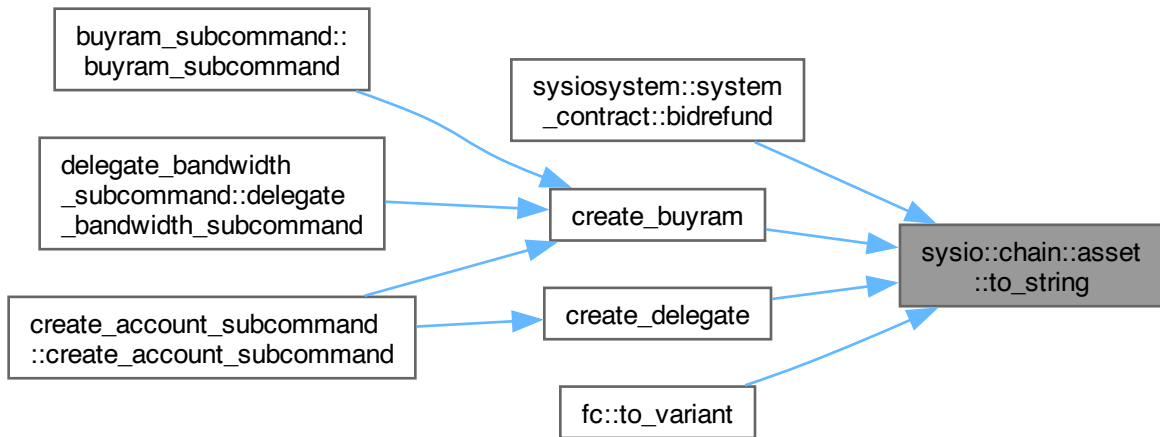 buyram_subcommand::
buyram_subcommand
delegate_bandwidth
_subcommand::delegate
_bandwidth_subcommand
create_account_subcommand
::create_account_subcommand
sysiosystem::system
_contract::bidrefund
create_buyram
create_delegate
fc::to_variant
sysio::chain::asset
::to_string